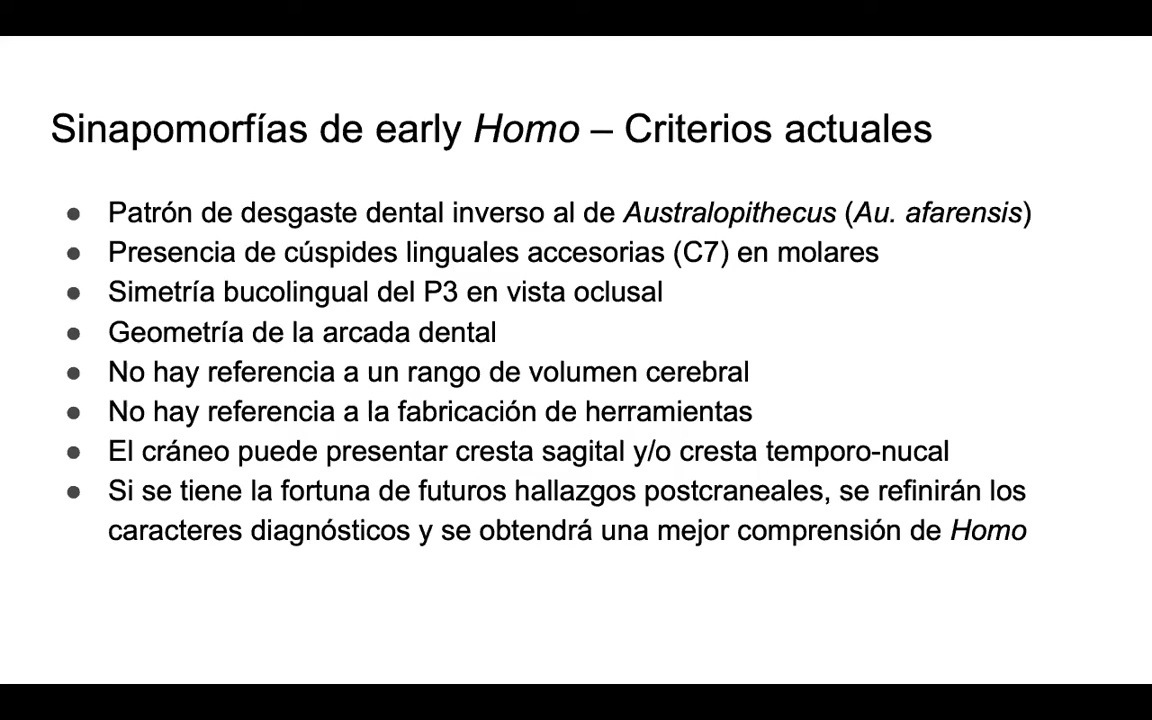 Sinapomorfías de early Homo – Criterios actuales
● Patrón de desgaste dental inverso al de Australopithecus (Au. afarensis)
● Presencia de cúspides linguales accesorias (C7) en molares
● Simetría bucolingual del P3 en vista oclusal
● Geometría de la arcada dental
● No hay referencia a un rango de volumen cerebral
● No hay referencia a la fabricación de herramientas
● El cráneo puede presentar cresta sagital y/o cresta temporo-nucal
● Si se tiene la fortuna de futuros hallazgos postcraneales, se refinirán los
caracteres diagnósticos y se obtendrá una mejor comprensión de Homo